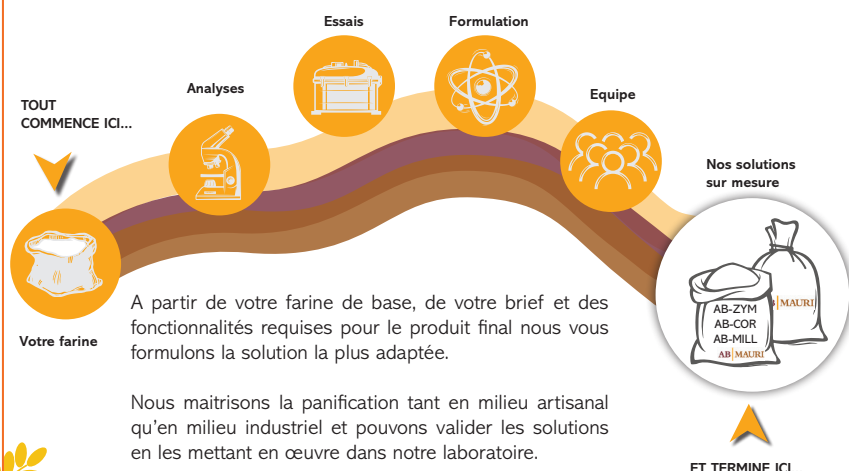 TOUT
COMMENCE ICI...
Votre farine
Analyses
Essais
Formulation
Equipe
Nos solutions
sur mesure
MAURI
AB-ZYM
AB-COR
AB-MILL
AB MAURI
A partir de votre farine de base, de votre brief et des
fonctionnalités requises pour le produit final nous vous
formulons la solution la plus adaptée.
Nous maitrisons la panification tant en milieu artisanal
qu'en milieu industriel et pouvons valider les solutions
en les mettant en œuvre dans notre laboratoire.
ET TERMINE ICI